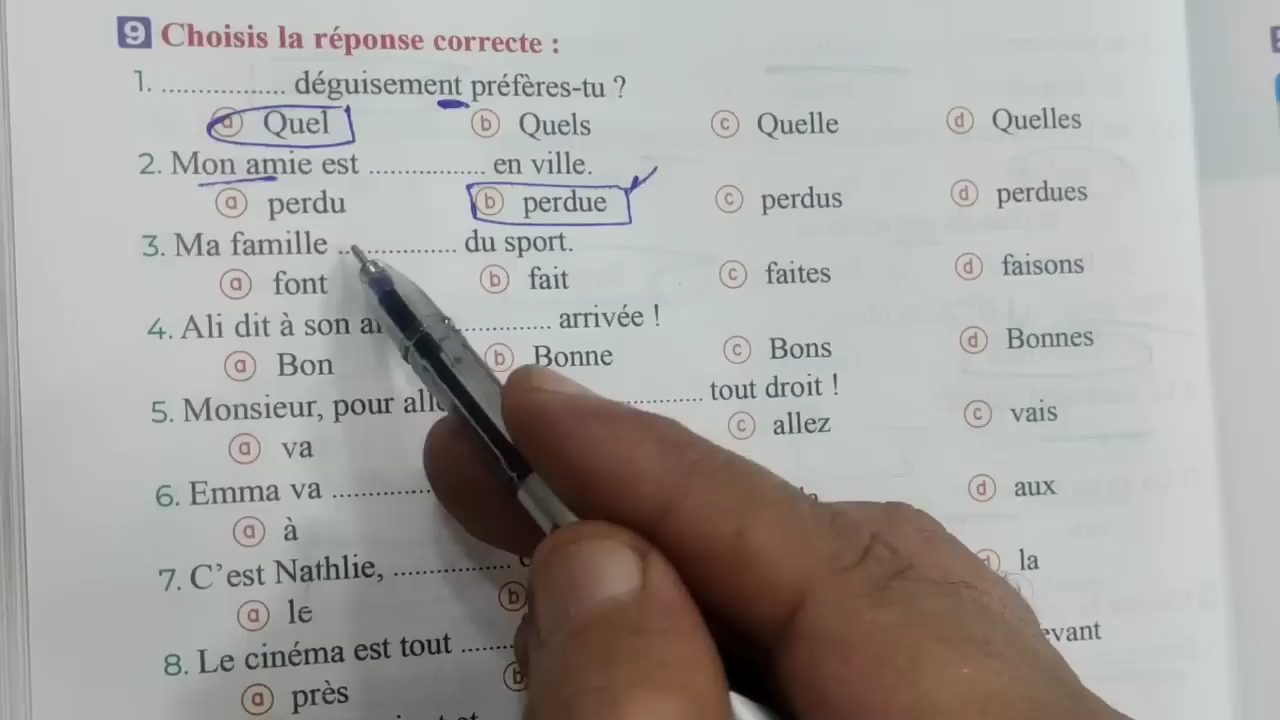 9 Choisis la réponse correcte :
1. ................ déguisement préfères-tu ?
a Quel b Quels c Quelle d Quelles
2. Mon amie est ................ en ville.
a perdu b perdue c perdus d perdues
3. Ma famille ................ du sport.
a font b fait c faites d faisons
4. Ali dit à son ................ arrivée !
a Bon b Bonne c Bons d Bonnes
5. Monsieur, pour ................ tout droit !
a va c allez c vais
6. Emma va ................
a à d aux
7. C'est Nathlie, ................
a le b d la
8. Le cinéma est tout ................
a près b